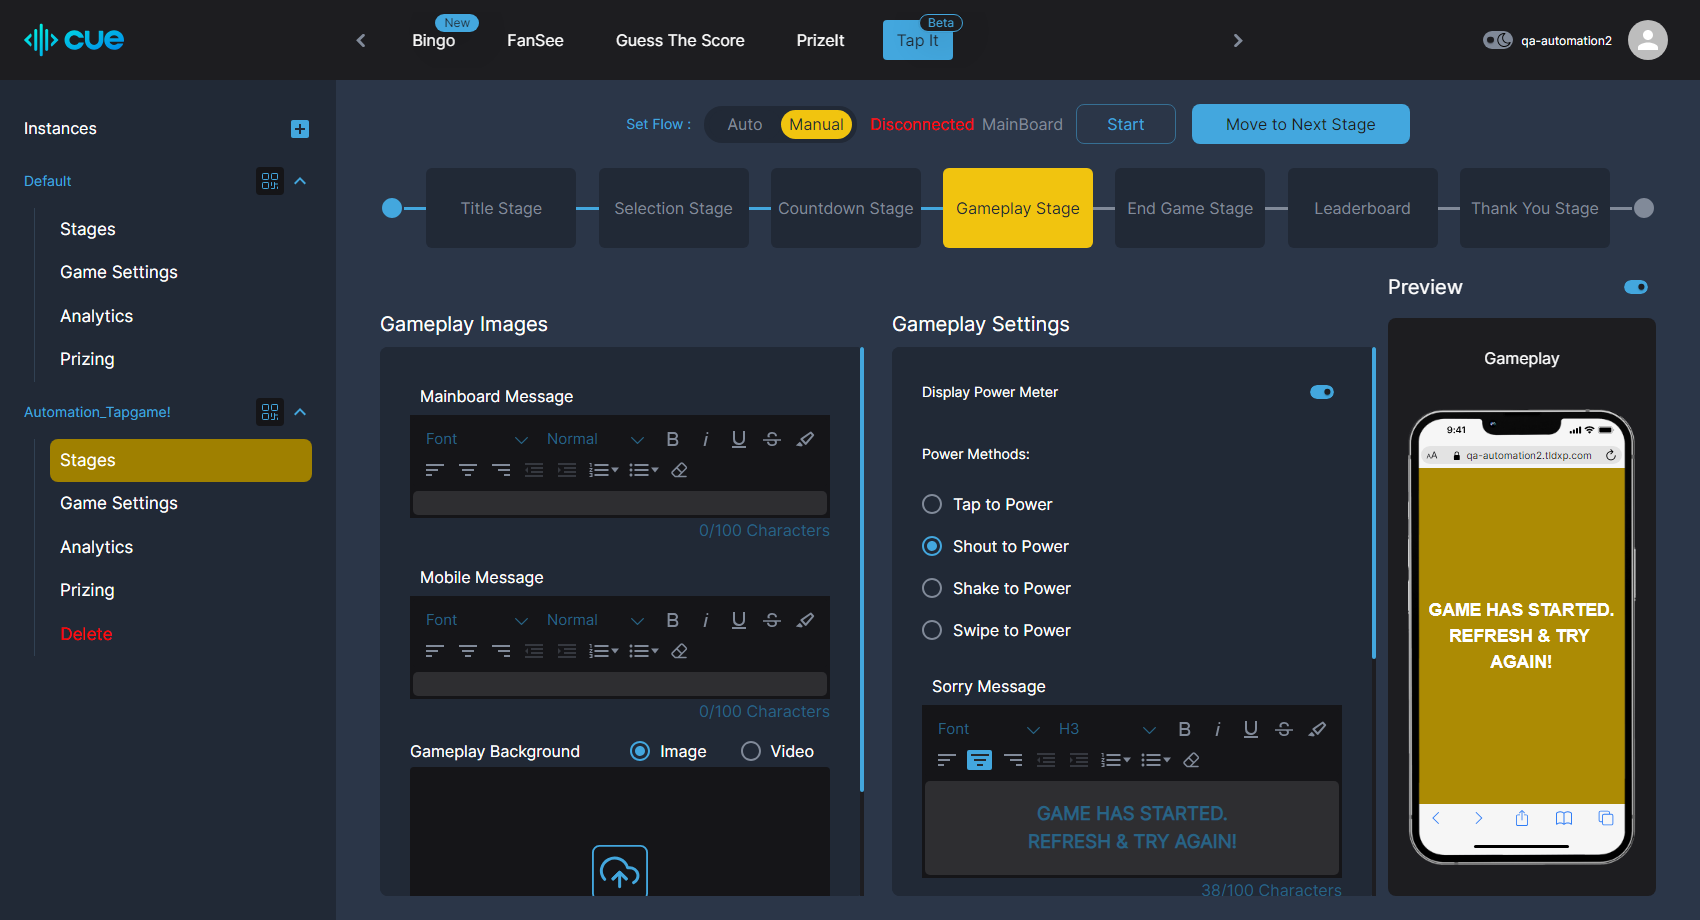 cue
New
Bingo
FanSee
Guess The Score
PrizeIt
Beta
Tap It
qa-automation2
Instances
Default
Stages
Game Settings
Analytics
Prizing
Automation_Tapgame!
Stages
Game Settings
Analytics
Prizing
Delete
Set Flow :
Auto
Manual
Disconnected MainBoard
Start
Move to Next Stage
Title Stage
Selection Stage
Countdown Stage
Gameplay Stage
End Game Stage
Leaderboard
Thank You Stage
Gameplay Images
Mainboard Message
Font
Normal
B i U S
0/100 Characters
Mobile Message
Font
Normal
B i U S
0/100 Characters
Gameplay Background
Image
Video
Gameplay Settings
Display Power Meter
Power Methods:
Tap to Power
Shout to Power
Shake to Power
Swipe to Power
Sorry Message
Font
H3
B i U S
GAME HAS STARTED.
REFRESH & TRY AGAIN!
38/100 Characters
Preview
Gameplay
9:41
AA
qa-automation2.tldxp.com
GAME HAS STARTED.
REFRESH & TRY
AGAIN!